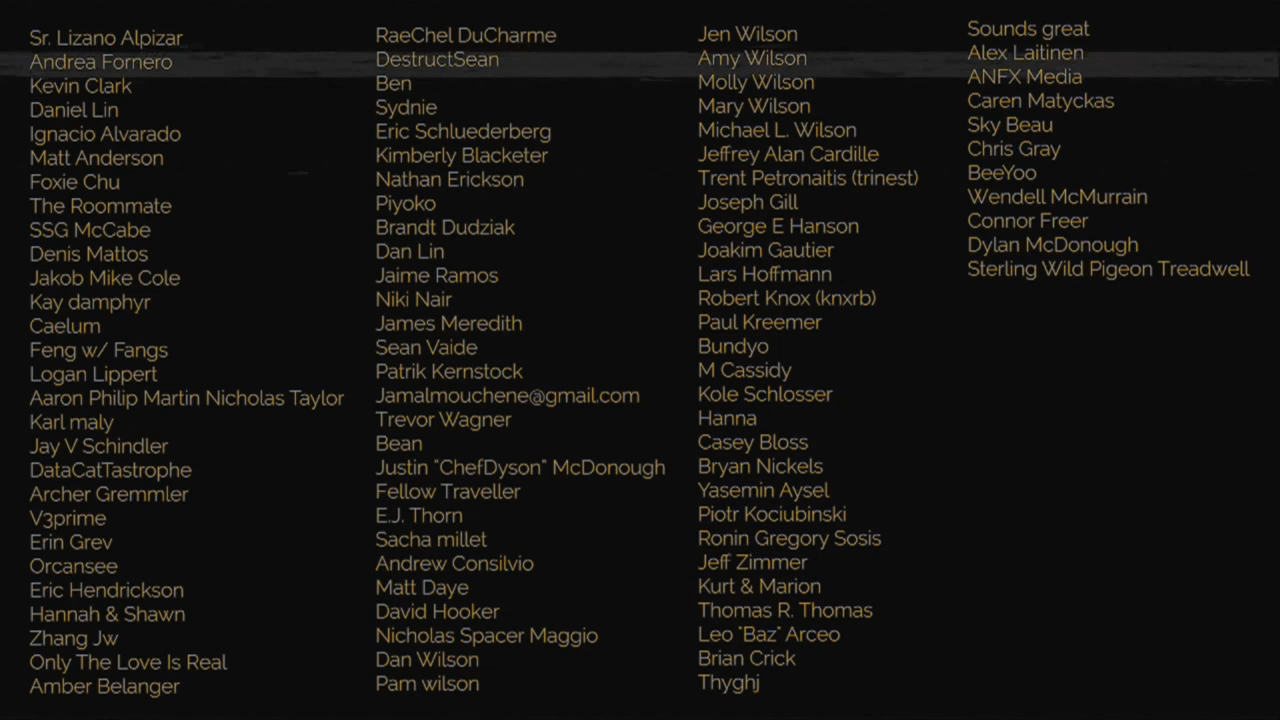 Sr. Lizano Alpizar
Andrea Fornero
Kevin Clark
Daniel Lin
Ignacio Alvarado
Matt Anderson
Foxie Chu
The Roommate
SSG McCabe
Denis Mattos
Jakob Mike Cole
Kay damphyr
Caelum
Feng w/ Fangs
Logan Lippert
Aaron Philip Martin Nicholas Taylor
Karl maly
Jay V Schindler
DataCatTastrophe
Archer Gremmler
V3prime
Erin Grev
Orcansee
Eric Hendrickson
Hannah & Shawn
Zhang Jw
Only The Love Is Real
Amber Belanger
RaeChel DuCharme
DestructSean
Ben
Sydnie
Eric Schluederberg
Kimberly Blacketer
Nathan Erickson
Piyoko
Brandt Dudziak
Dan Lin
Jaime Ramos
Niki Nair
James Meredith
Sean Vaide
Patrik Kernstock
Jamalmouchene@gmail.com
Trevor Wagner
Bean
Justin "ChefDyson" McDonough
Fellow Traveller
E.J. Thorn
Sacha millet
Andrew Consilvio
Matt Daye
David Hooker
Nicholas Spacer Maggio
Dan Wilson
Pam wilson
Jen Wilson
Amy Wilson
Molly Wilson
Mary Wilson
Michael L. Wilson
Jeffrey Alan Cardille
Trent Petronaitis (trinest)
Joseph Gill
George E Hanson
Joakim Gautier
Lars Hoffmann
Robert Knox (knxrb)
Paul Kreemer
Bundyo
M Cassidy
Kole Schlosser
Hanna
Casey Bloss
Bryan Nickels
Yasemin Aysel
Piotr Kociubinski
Ronin Gregory Sosis
Jeff Zimmer
Kurt & Marion
Thomas R. Thomas
Leo "Baz" Arceo
Brian Crick
Thyghj
Sounds great
Alex Laitinen
ANFX Media
Caren Matyckas
Sky Beau
Chris Gray
BeeYoo
Wendell McMurrain
Connor Freer
Dylan McDonough
Sterling Wild Pigeon Treadwell